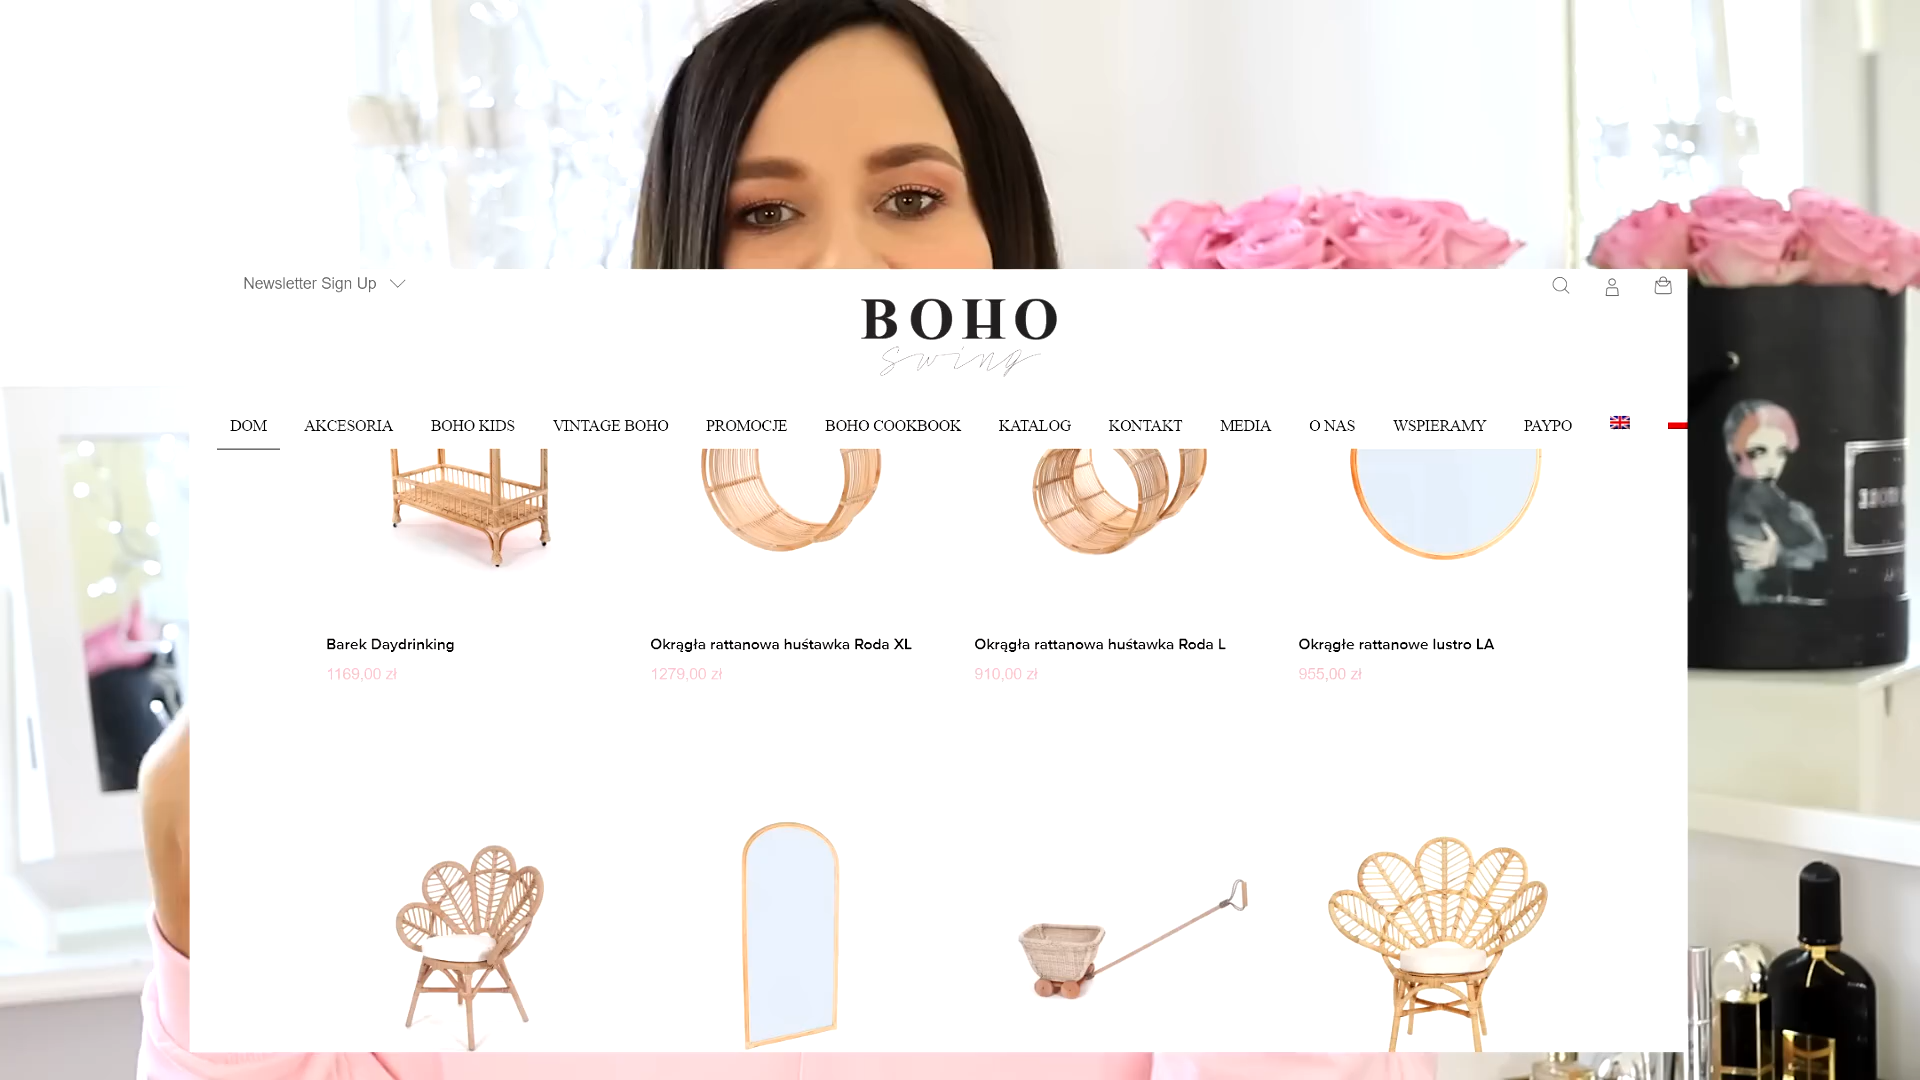 Newsletter Sign Up
BOHO
swing
DOM AKCESORIA BOHO KIDS VINTAGE BOHO PROMOCJE BOHO COOKBOOK KATALOG KONTAKT MEDIA O NAS WSPIERAMY PAYPO
Barek Daydrinking
1169,00 zł
Okrągła rattanowa huśtawka Roda XL
1279,00 zł
Okrągła rattanowa huśtawka Roda L
910,00 zł
Okrągłe rattanowe lustro LA
955,00 zł